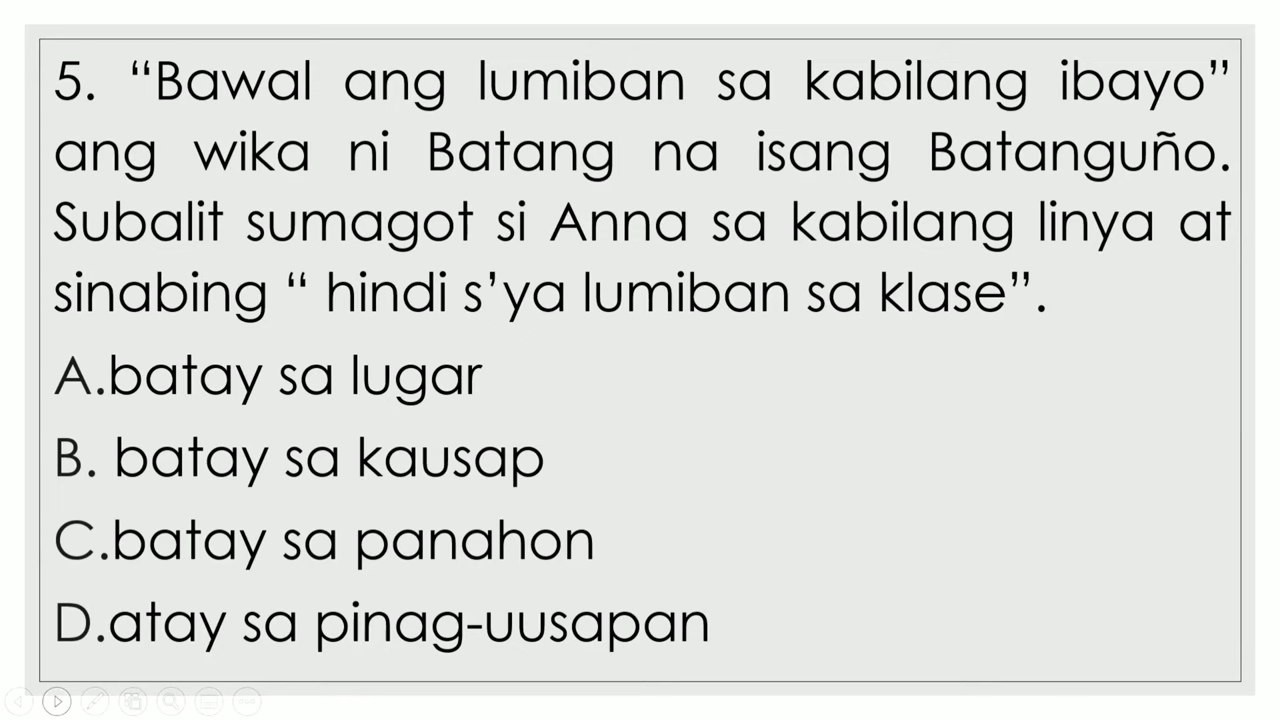 5. “Bawal ang lumiban sa kabilang ibayo”
ang wika ni Batang na isang Batanguño.
Subalit sumagot si Anna sa kabilang linya at
sinabing “ hindi s’ya lumiban sa klase”.
A.batay sa lugar
B. batay sa kausap
C.batay sa panahon
D.atay sa pinag-uusapan